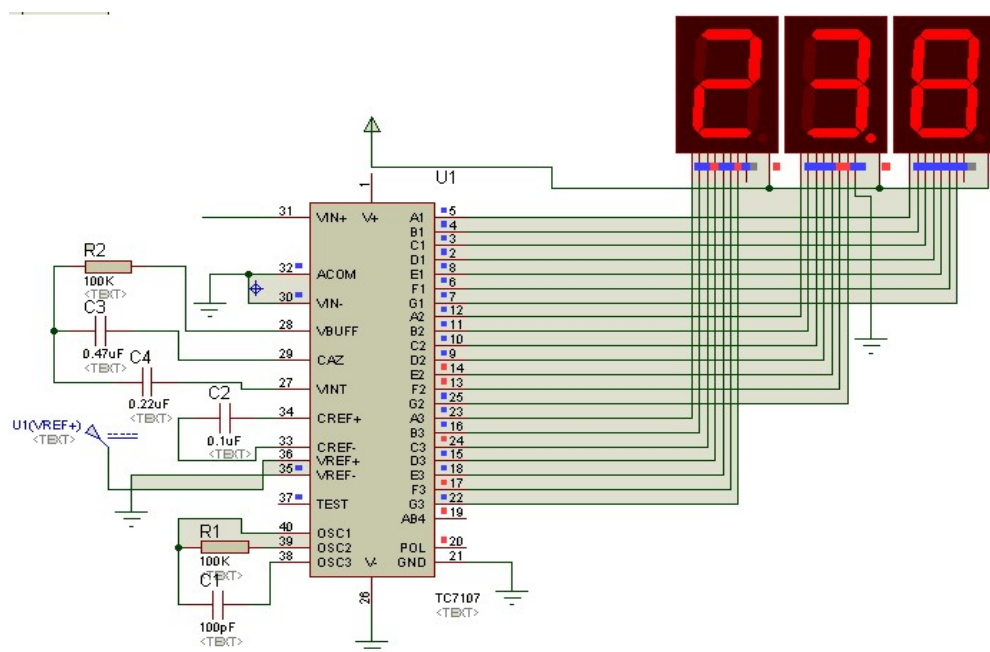 238
1
U1
31 VIN+ V+ A1 5
B1 4
C1 3
D1 2
32 ACOM E1 8
F1 6
30 VIN- G1 7
A2 12
28 VBUFF B2 11
C2 10
29 CAZ D2 9
E2 14
27 VINT F2 13
G2 25
34 CREF+ A3 23
B3 16
33 CREF- C3 24
36 VREF+ D3 15
35 VREF- E3 18
F3 17
37 TEST G3 22
AB4 19
40 OSC1
39 OSC2 POL 20
38 OSC3 V- GND 21
26
TC7107
<TEXT>
R2
100K
<TEXT>
C3
0.47uF
<TEXT>
C4
0.22uF
<TEXT>
C2
0.1uF
<TEXT>
U1(VREF+)
<TEXT>
R1
100K
<TEXT>
C1
100pF
<TEXT>